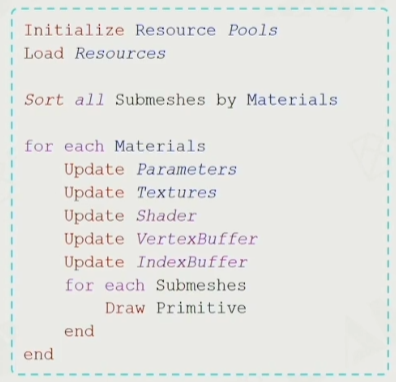 Initialize Resource Pools
Load Resources
Sort all Submeshes by Materials
for each Materials
Update Parameters
Update Textures
Update Shader
Update VertexBuffer
Update IndexBuffer
for each Submeshes
Draw Primitive
end
end